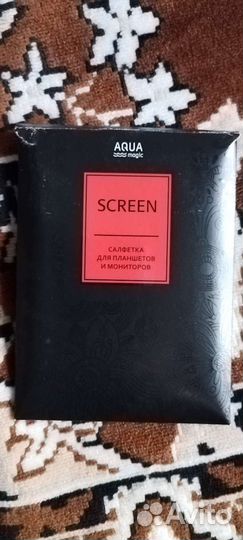 AQUA
magic
SCREEN
САЛФЕТКА
ДЛЯ ПЛАНШЕТОВ
И МОНИТОРОВ
Avito